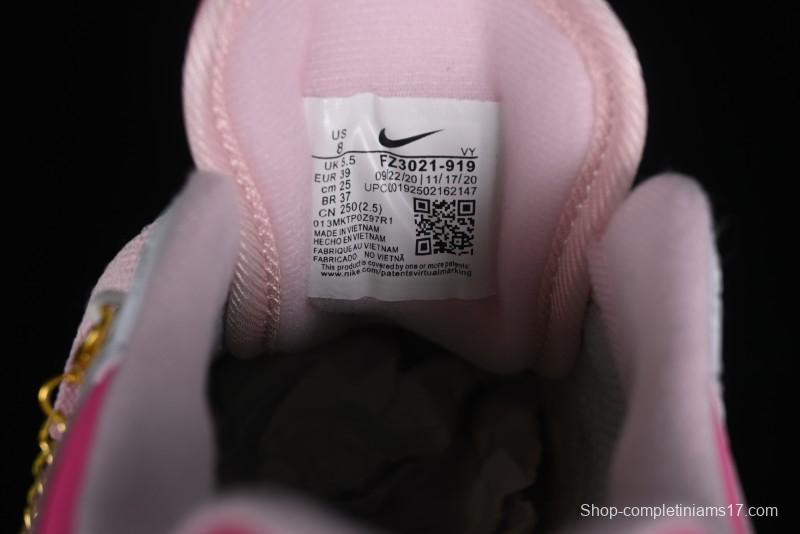 US
8
VY
UK 5.5 FZ3021-919
EUR 39 09/22/20 | 11/17/20
cm 25 UPC00192502162147
BR 37
CN 250(2.5)
013MKTP0Z97R1
MADE IN VIETNAM
HECHO EN VIETNAM
FABRIQUE AU VIETNAM
FABRICADO NO VIETNÃ
This product is covered by one or more patents
www.nike.com/patentsvirtualmarking
Shop-completiniams17.com